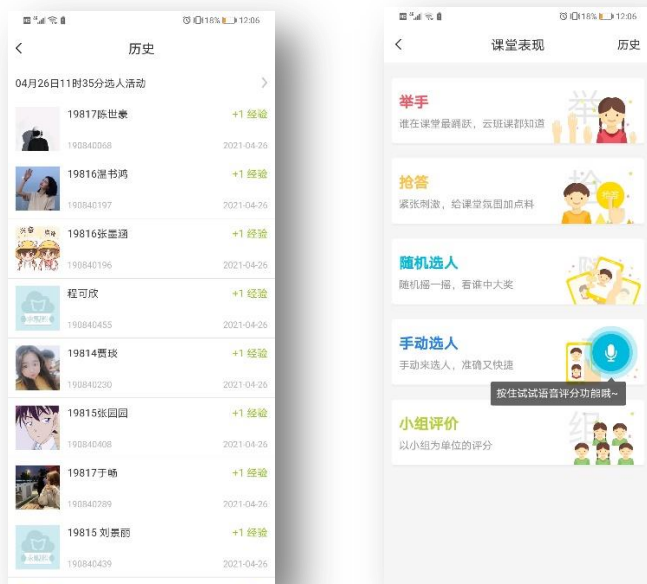 18% 12:06
历史
04月26日11时35分选人活动
19817陈世豪 +1 经验
190840068 2021-04-26
19816温书鸿 +1 经验
190840197 2021-04-26
19816张墨涵 +1 经验
190840196 2021-04-26
程可欣 +1 经验
190840455 2021-04-26
19814贾琰 +1 经验
190840230 2021-04-26
19815张园园 +1 经验
190840408 2021-04-26
19817于畅 +1 经验
190840289 2021-04-26
19815 刘景丽 +1 经验
190840439 2021-04-26
18% 12:06
课堂表现 历史
举手
谁在课堂最踊跃，云班课都知道
举
抢答
紧张刺激，给课堂氛围加点料
抢
随机选人
随机摇一摇，看谁中大奖
随
手动选人
手动来选人，准确又快捷
按住试试语音评分功能哦~
小组评价
以小组为单位的评分
组